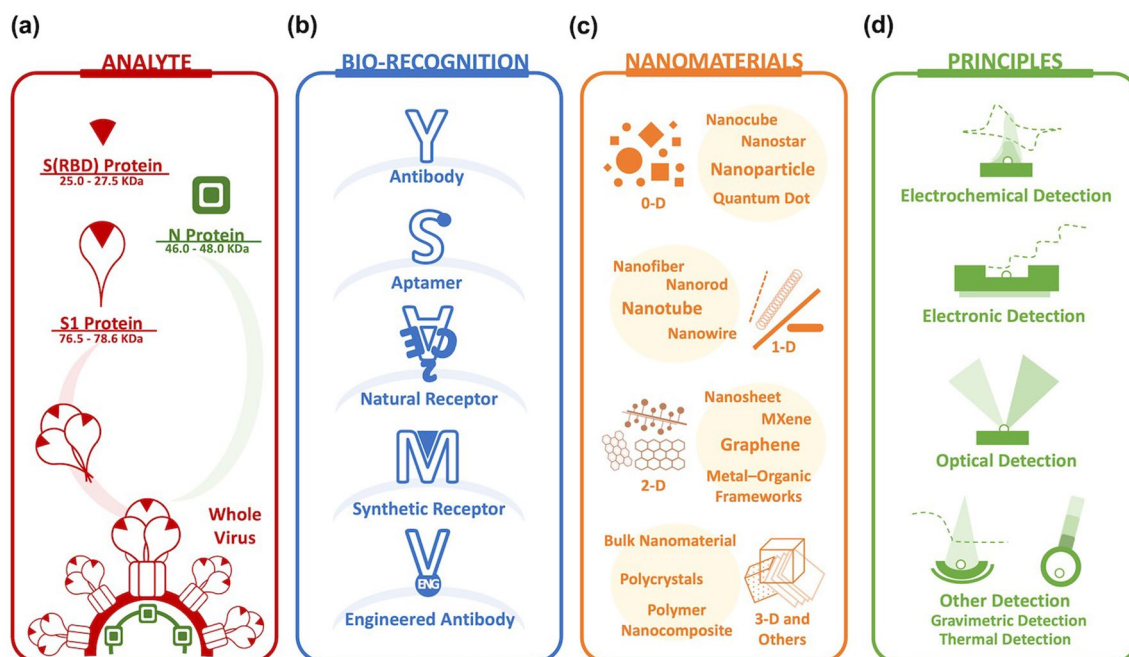 (a)
ANALYTE
S(RBD) Protein
25.0 - 27.5 KDa
N Protein
46.0 - 48.0 KDa
S1 Protein
76.5 - 78.6 KDa
Whole
Virus
(b)
BIO-RECOGNITION
Antibody
Aptamer
ACE
2
Natural Receptor
Synthetic Receptor
ENG
Engineered Antibody
(c)
NANOMATERIALS
Nanocube
Nanostar
Nanoparticle
Quantum Dot
0-D
Nanofiber
Nanorod
Nanotube
Nanowire
1-D
Nanosheet
MXene
Graphene
Metal–Organic
Frameworks
2-D
Bulk Nanomaterial
Polycrystals
Polymer
Nanocomposite
3-D and
Others
(d)
PRINCIPLES
Electrochemical Detection
Electronic Detection
Optical Detection
Other Detection
Gravimetric Detection
Thermal Detection